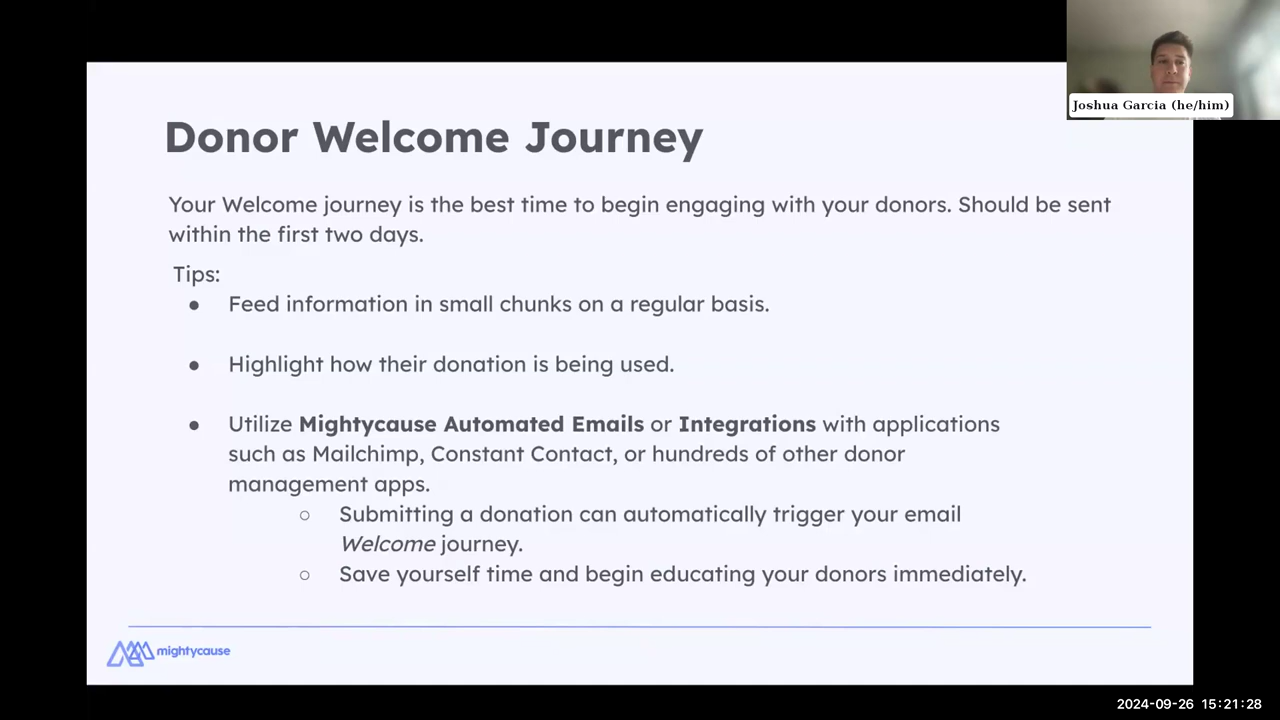 Joshua Garcia (he/him)
Donor Welcome Journey
Your Welcome journey is the best time to begin engaging with your donors. Should be sent
within the first two days.
Tips:
● Feed information in small chunks on a regular basis.
● Highlight how their donation is being used.
● Utilize Mightycause Automated Emails or Integrations with applications
such as Mailchimp, Constant Contact, or hundreds of other donor
management apps.
○ Submitting a donation can automatically trigger your email
Welcome journey.
○ Save yourself time and begin educating your donors immediately.
mightycause
2024-09-26 15:21:28